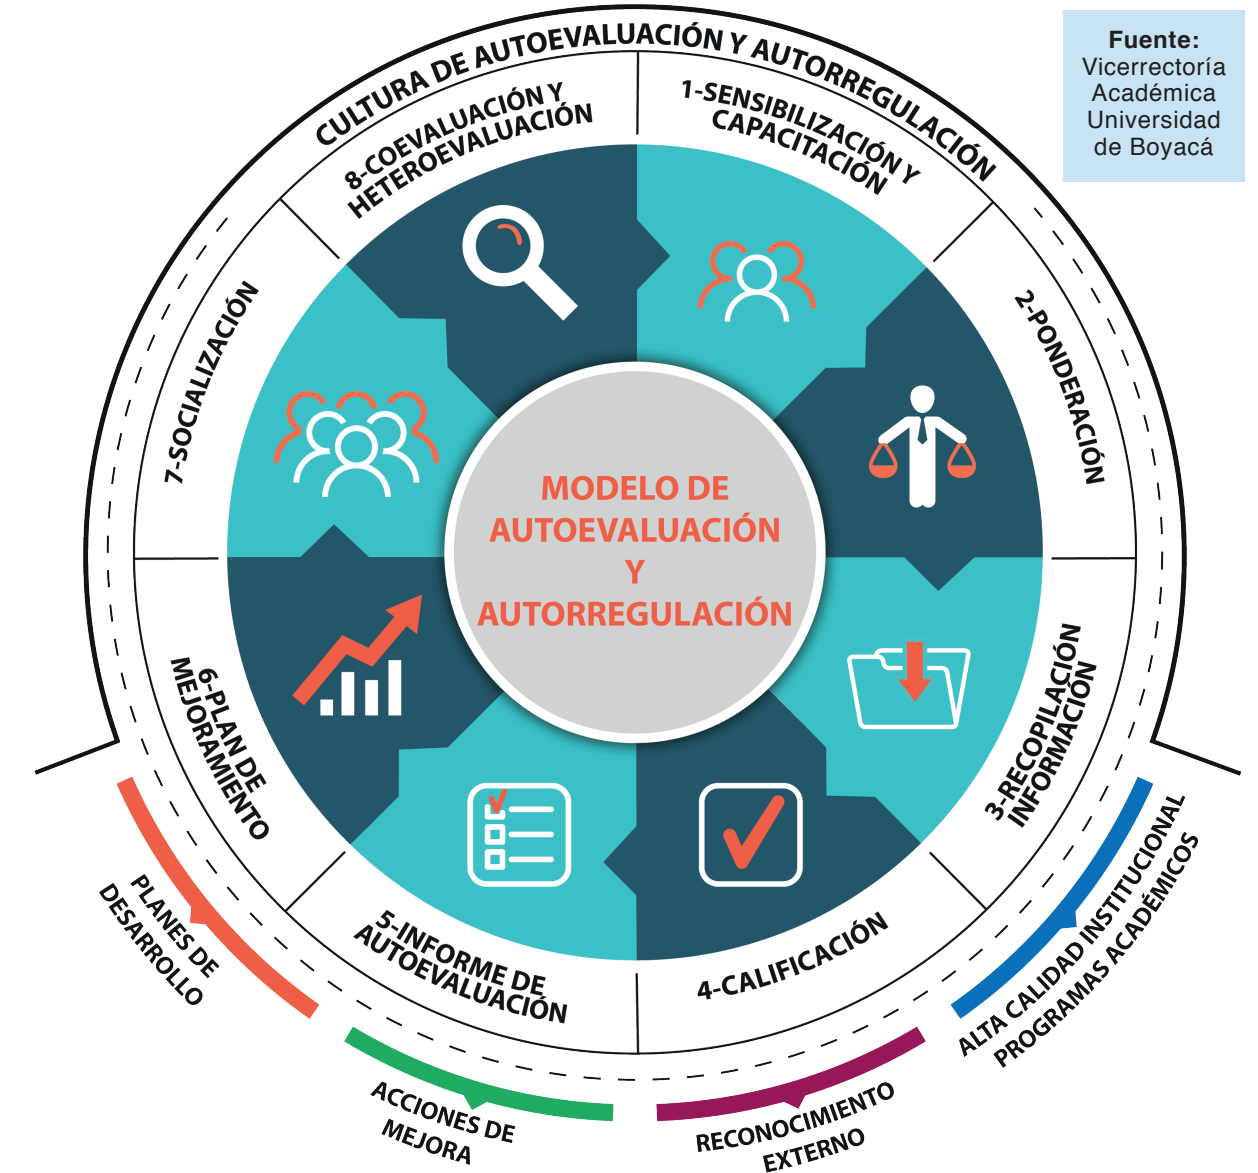 CULTURA DE AUTOEVALUACIÓN Y AUTORREGULACIÓN
Fuente:
Vicerrectoría
Académica
Universidad
de Boyacá
1-SENSIBILIZACIÓN Y
CAPACITACIÓN
2-PONDERACIÓN
3-RECOPILACIÓN
INFORMACIÓN
4-CALIFICACIÓN
5-INFORME DE
AUTOEVALUACIÓN
6-PLAN DE
MEJORAMIENTO
7-SOCIALIZACIÓN
8-COEVALUACIÓN Y
HETEROEVALUACIÓN
MODELO DE
AUTOEVALUACIÓN
Y
AUTORREGULACIÓN
PLANES DE
DESARROLLO
ACCIONES DE
MEJORA
RECONOCIMIENTO
EXTERNO
ALTA CALIDAD INSTITUCIONAL
PROGRAMAS ACADÉMICOS